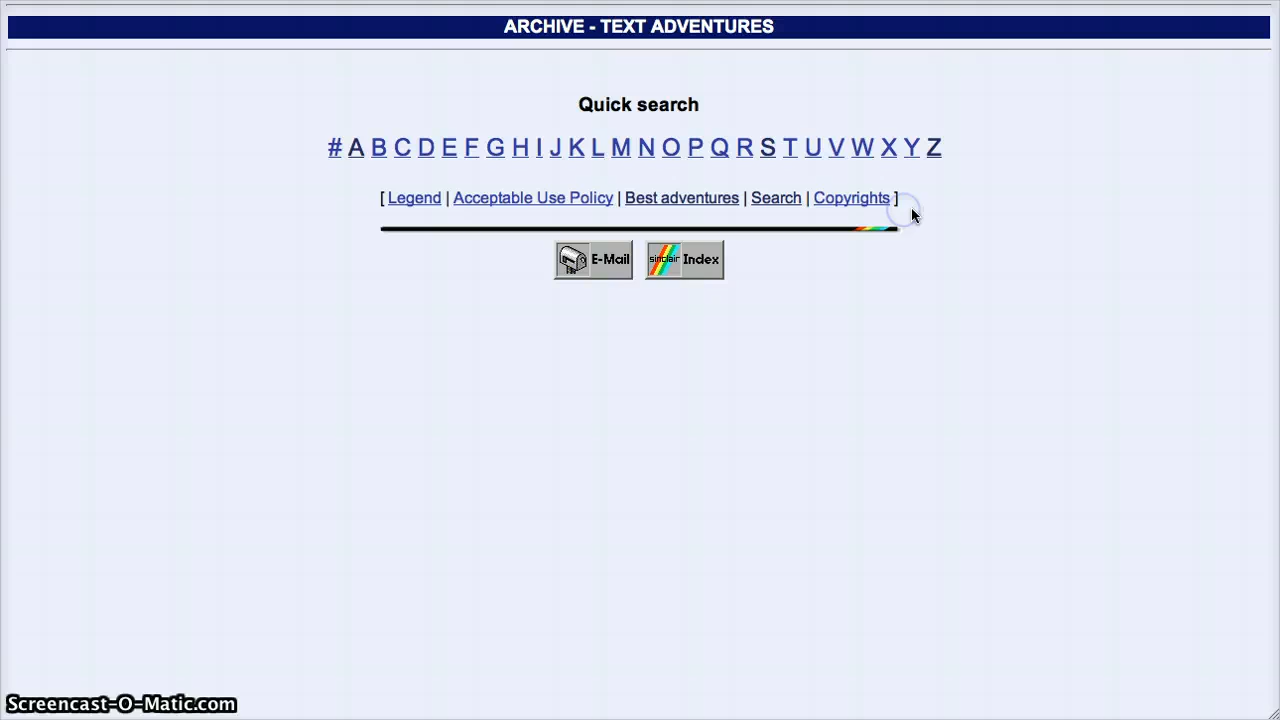 ARCHIVE - TEXT ADVENTURES
Quick search
# A B C D E F G H I J K L M N O P Q R S T U V W X Y Z
[ Legend | Acceptable Use Policy | Best adventures | Search | Copyrights ]
E-Mail sinclair Index
Screencast-O-Matic.com